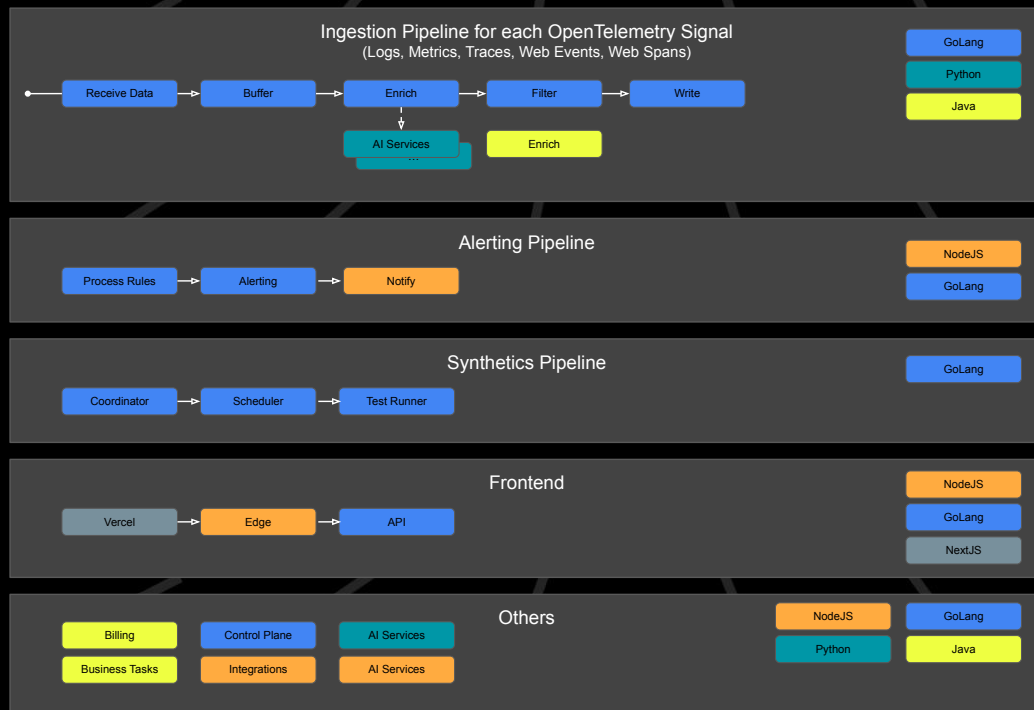 Ingestion Pipeline for each OpenTelemetry Signal
(Logs, Metrics, Traces, Web Events, Web Spans)
GoLang
Python
Java
Receive Data
Buffer
Enrich
Filter
Write
AI Services
...
Enrich
Alerting Pipeline
NodeJS
GoLang
Process Rules
Alerting
Notify
Synthetics Pipeline
GoLang
Coordinator
Scheduler
Test Runner
Frontend
NodeJS
GoLang
NextJS
Vercel
Edge
API
Others
NodeJS
GoLang
Python
Java
Billing
Control Plane
AI Services
Business Tasks
Integrations
AI Services